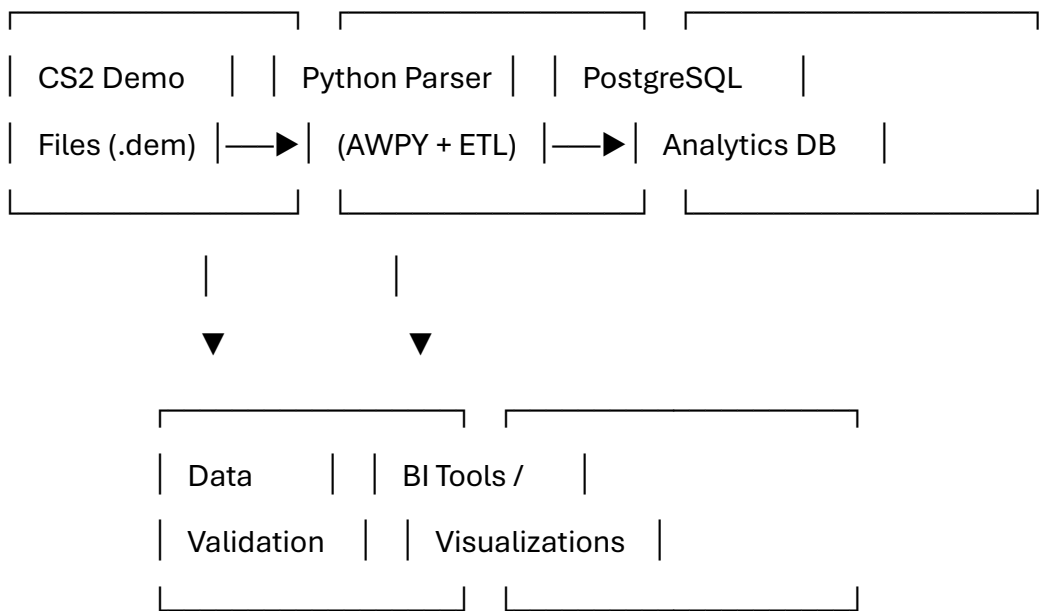 CS2 Demo Python Parser PostgreSQL
Files (.dem) (AWPY + ETL) Analytics DB
Data BI Tools /
Validation Visualizations